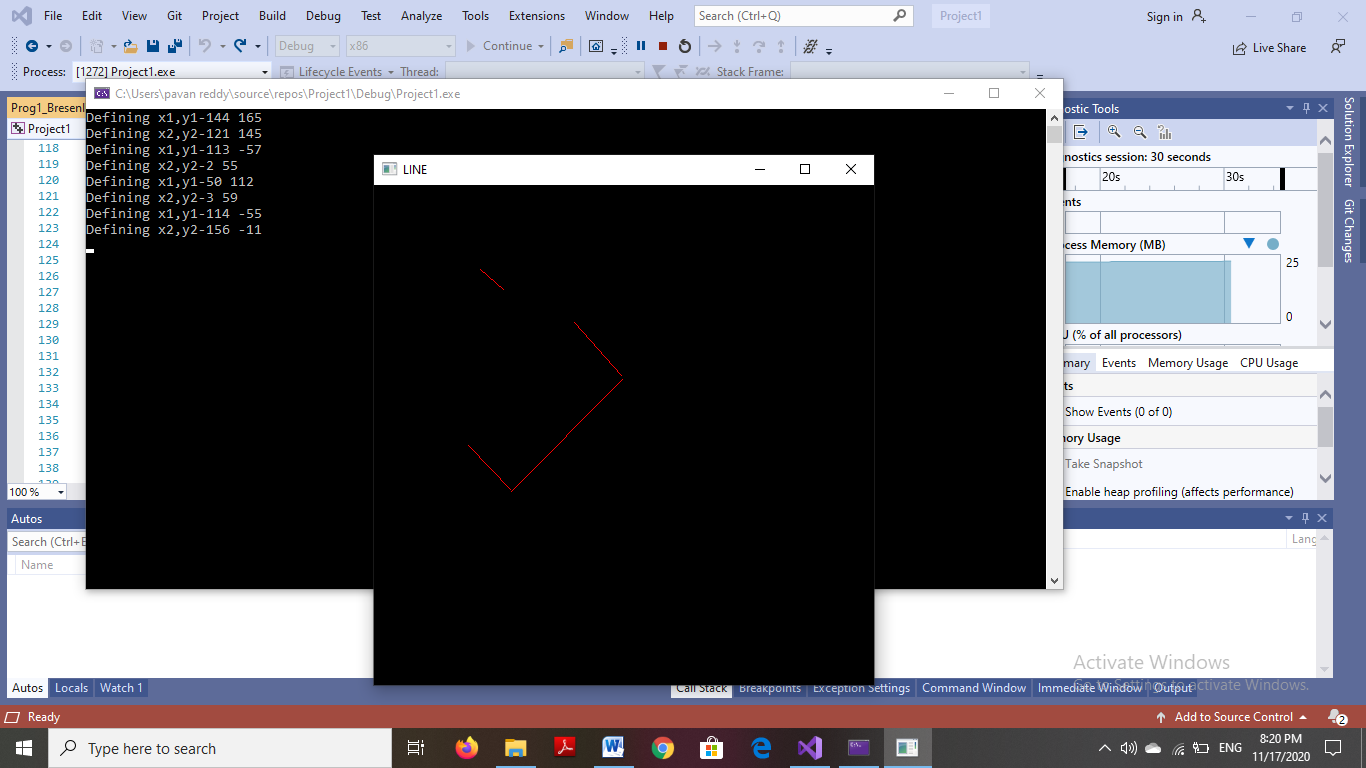 File Edit View Git Project Build Debug Test Analyze Tools Extensions Window Help Search (Ctrl+Q) Project1 Sign in
Debug x86 Continue Live Share
Process: [1272] Project1.exe Lifecycle Events Thread: Stack Frame:
C:\Users\pavan reddy\source\repos\Project1\Debug\Project1.exe
Defining x1,y1-144 165
Defining x2,y2-121 145
Defining x1,y1-113 -57
Defining x2,y2-2 55
Defining x1,y1-50 112
Defining x2,y2-3 59
Defining x1,y1-114 -55
Defining x2,y2-156 -11
LINE
Project1
118
119
120
121
122
123
124
125
126
127
128
129
130
131
132
133
134
135
136
137
138
100 %
Tools
session: 30 seconds
20s 30s
Memory (MB)
25
0
(% of all processors)
Events Memory Usage CPU Usage
Show Events (0 of 0)
Usage
Take Snapshot
Enable heap profiling (affects performance)
Solution Explorer
Git Changes
Autos
Search
Name
Autos Locals Watch 1
Call Stack Breakpoints Exception Settings Command Window Immediate Window Output
Activate Windows
Go to Settings to activate Windows.
Ready Add to Source Control 2
Type here to search
ENG 8:20 PM
11/17/2020